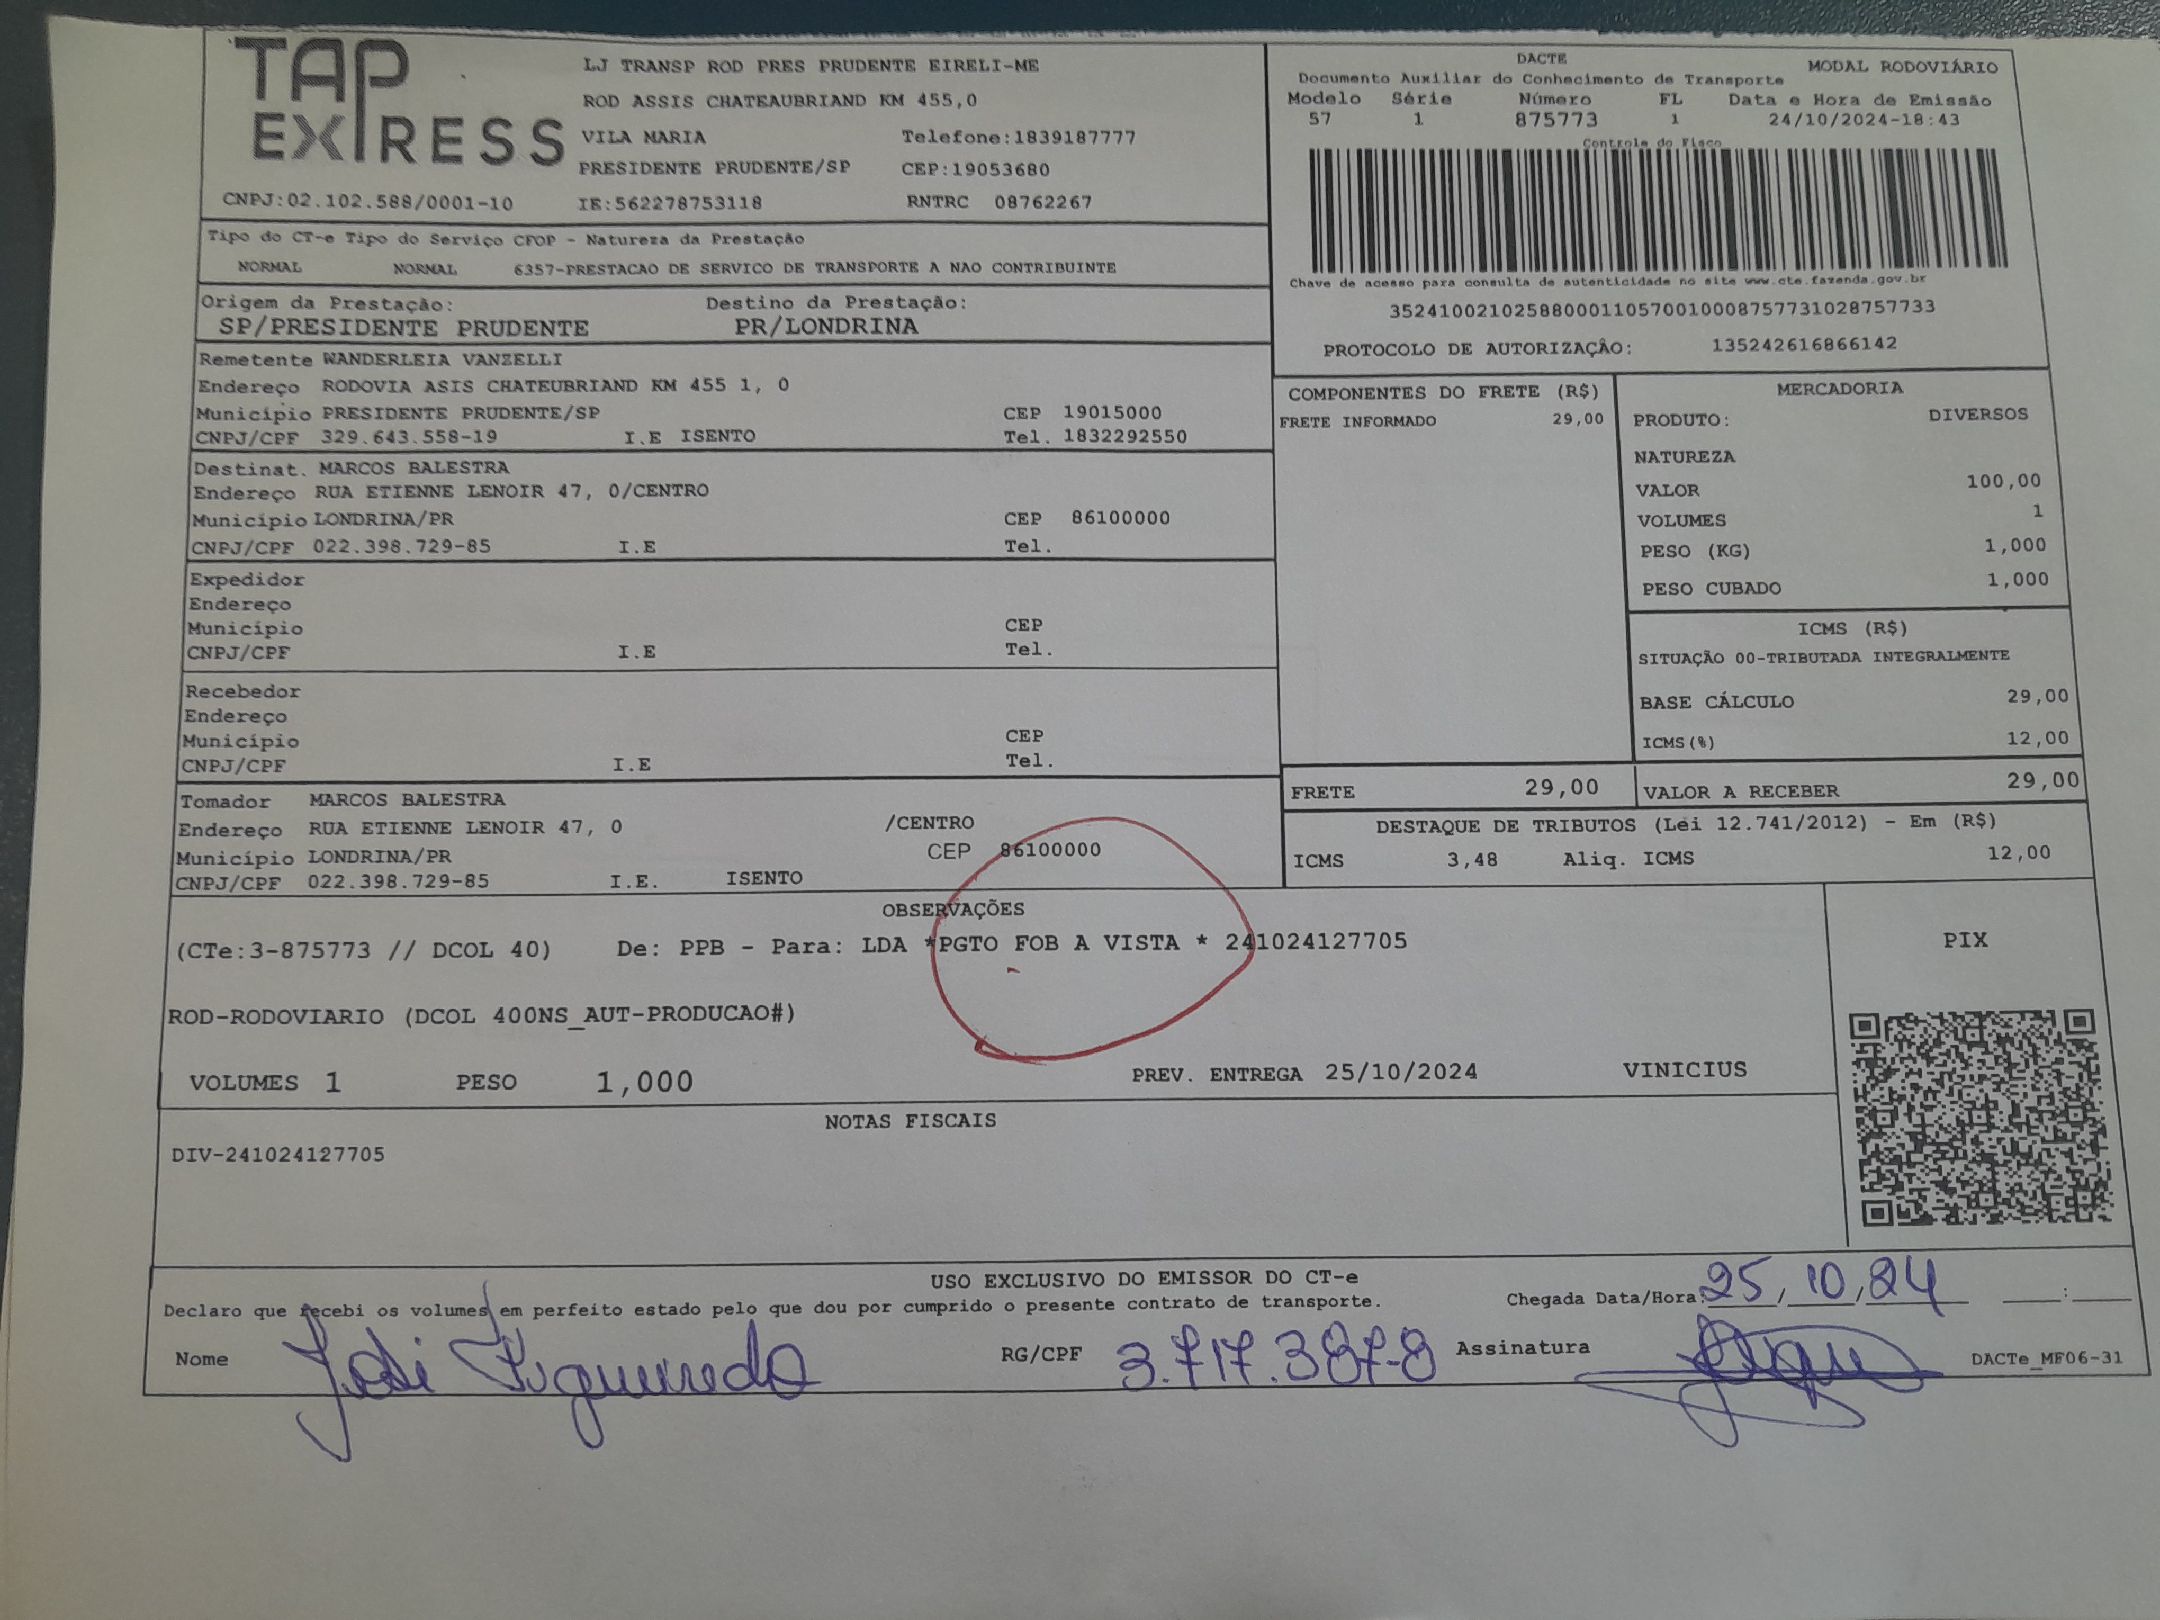 TAP
EXPRESS
LJ TRANSP ROD PRES PRUDENTE EIRELI-ME
ROD ASSIS CHATEAUBRIAND KM 455,0
VILA MARIA Telefone:1839187777
PRESIDENTE PRUDENTE/SP CEP:19053680
CNPJ:02.102.588/0001-10 IE:562278753118 RNTRC 08762267
DACTE MODAL RODOVIÁRIO
Documento Auxiliar do Conhecimento de Transporte
Modelo Série Número FL Data e Hora de Emissão
57 1 875773 1 24/10/2024-18:43
Controle do Fisco
Chave de acesso para consulta de autenticidade no site www.cte.fazenda.gov.br
35241002102588000110570010008757731028757733
PROTOCOLO DE AUTORIZAÇÃO: 135242616866142
Tipo do CT-e Tipo do Serviço CFOP - Natureza da Prestação
NORMAL NORMAL 6357-PRESTACAO DE SERVICO DE TRANSPORTE A NAO CONTRIBUINTE
Origem da Prestação: Destino da Prestação:
SP/PRESIDENTE PRUDENTE PR/LONDRINA
Remetente WANDERLEIA VANZELLI
Endereço RODOVIA ASIS CHATEUBRIAND KM 455 1, 0
Município PRESIDENTE PRUDENTE/SP CEP 19015000
CNPJ/CPF 329.643.558-19 I.E ISENTO Tel. 1832292550
Destinat. MARCOS BALESTRA
Endereço RUA ETIENNE LENOIR 47, 0/CENTRO
Município LONDRINA/PR CEP 86100000
CNPJ/CPF 022.398.729-85 I.E Tel.
Expedidor
Endereço
Município CEP
CNPJ/CPF I.E Tel.
Recebedor
Endereço
Município CEP
CNPJ/CPF I.E Tel.
Tomador MARCOS BALESTRA
Endereço RUA ETIENNE LENOIR 47, 0 /CENTRO
Município LONDRINA/PR CEP 86100000
CNPJ/CPF 022.398.729-85 I.E. ISENTO
COMPONENTES DO FRETE (R$)
FRETE INFORMADO 29,00
MERCADORIA
PRODUTO: DIVERSOS
NATUREZA
VALOR 100,00
VOLUMES 1
PESO (KG) 1,000
PESO CUBADO 1,000
ICMS (R$)
SITUAÇÃO 00-TRIBUTADA INTEGRALMENTE
BASE CÁLCULO 29,00
ICMS(%) 12,00
FRETE 29,00 VALOR A RECEBER 29,00
DESTAQUE DE TRIBUTOS (Lei 12.741/2012) - Em (R$)
ICMS 3,48 Aliq. ICMS 12,00
OBSERVAÇÕES
(CTe:3-875773 // DCOL 40) De: PPB - Para: LDA *PGTO FOB A VISTA * 241024127705
ROD-RODOVIARIO (DCOL 400NS_AUT-PRODUCAO#)
VOLUMES 1 PESO 1,000 PREV. ENTREGA 25/10/2024 VINICIUS
PIX
NOTAS FISCAIS
DIV-241024127705
USO EXCLUSIVO DO EMISSOR DO CT-e
Declaro que recebi os volumes em perfeito estado pelo que dou por cumprido o presente contrato de transporte. Chegada Data/Hora: 25/10/24 :
Nome José Figueiredo RG/CPF 3.717.387-8 Assinatura
DACTe_MF06-31